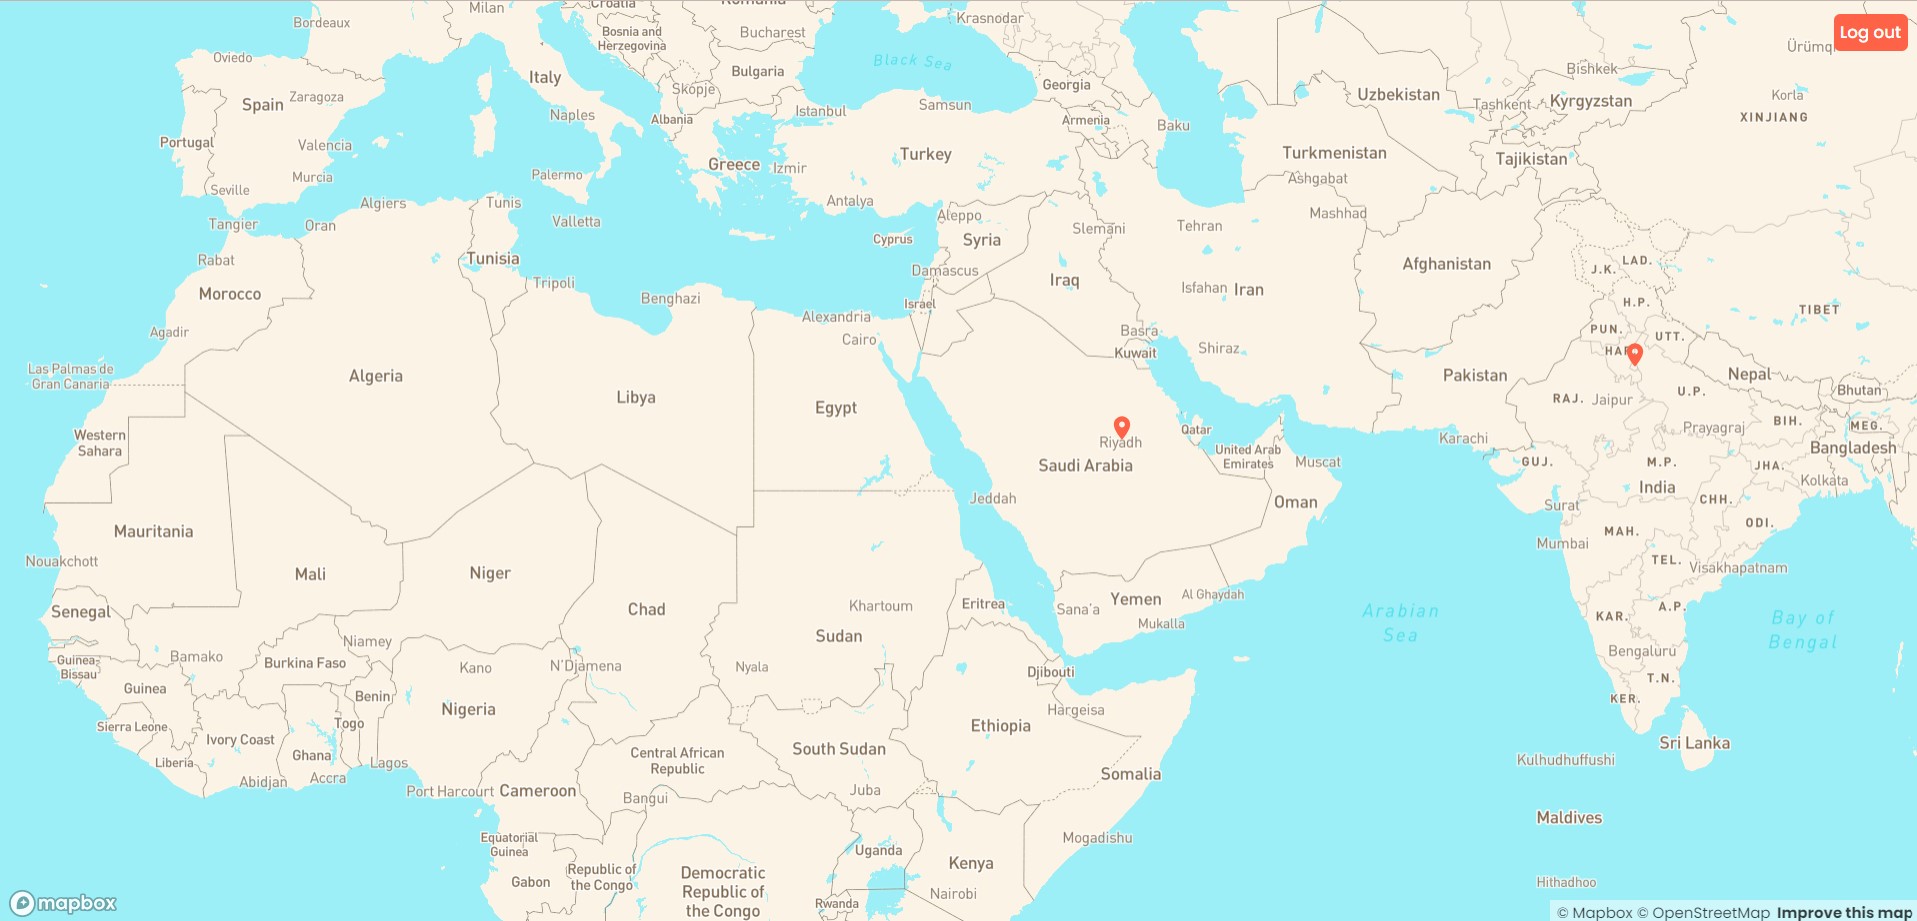 Milan
Croatia
Romania
Bordeaux
Krasnodar
Log out
Bosnia and
Herzegovina
Bucharest
Oviedo
Black Sea
Bulgaria
Italy
Bishkek
Georgia
Skopje
Uzbekistan
Kyrgyzstan
Korla
Spain
Zaragoza
Samsun
Tashkent
Naples
Istanbul
Albania
Armenia
Baku
XINJIANG
Portugal
Valencia
Turkey
Turkmenistan
Tajikistan
Greece
Izmir
Palermo
Murcia
Ashgabat
Seville
Antalya
Algiers
Tunis
Mashhad
Tangier
Oran
Valletta
Aleppo
Slemani
Tehran
Cyprus
Syria
Rabat
Tunisia
Damascus
Afghanistan
LAD.
J.K.
Tripoli
Iraq
Isfahan
Iran
Morocco
Benghazi
Israel
H.P.
TIBET
Alexandria
Agadir
Basra
PUN.
UTT.
Cairo
Kuwait
Shiraz
Las Palmas de
Gran Canaria
Algeria
Pakistan
Nepal
Bhutan
Libya
Egypt
RAJ.
Jaipur
U.P.
Western
Sahara
Riyadh
Qatar
Karachi
Prayagraj
BIH.
MEG.
Saudi Arabia
United Arab
Emirates
Muscat
GUJ.
M.P.
JHA.
Bangladesh
Kolkata
Jeddah
Oman
India
CHH.
Surat
Mauritania
MAH.
ODI.
Mumbai
Nouakchott
Mali
Niger
TEL.
Visakhapatnam
Senegal
Chad
Khartoum
Eritrea
Sana'a
Yemen
Al Ghaydah
Arabian
Sea
A.P.
KAR.
Bay of
Bengal
Mukalla
Niamey
Sudan
Bamako
Burkina Faso
Kano
N'Djamena
Nyala
Bengaluru
Guinea-
Bissau
Djibouti
T.N.
Guinea
Benin
Nigeria
Hargeisa
KER.
Sierra Leone
Togo
Ethiopia
Ivory Coast
Ghana
Central African
Republic
South Sudan
Sri Lanka
Liberia
Lagos
Kulhudhuffushi
Abidjan
Accra
Port Harcourt
Cameroon
Bangui
Juba
Somalia
Maldives
Equatorial
Guinea
Mogadishu
Uganda
Kenya
Gabon
Republic of
the Congo
Democratic
Republic of
the Congo
Nairobi
Hithadhoo
Rwanda
mapbox
© Mapbox © OpenStreetMap Improve this map